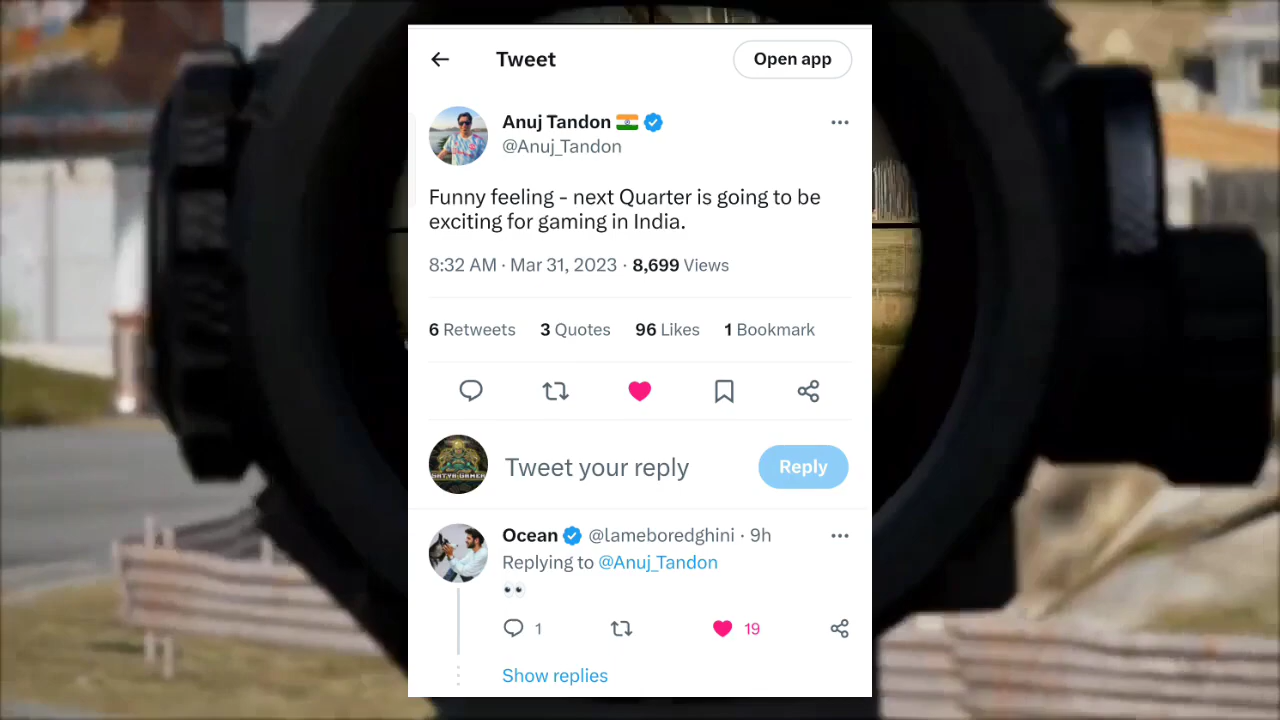 Tweet
Open app
Anuj Tandon 🇮🇳
@Anuj_Tandon
Funny feeling - next Quarter is going to be
exciting for gaming in India.
8:32 AM · Mar 31, 2023 · 8,699 Views
6 Retweets 3 Quotes 96 Likes 1 Bookmark
SATYA GAMER
Tweet your reply
Reply
Ocean @lameboredghini · 9h
Replying to @Anuj_Tandon
👀
1 19
Show replies